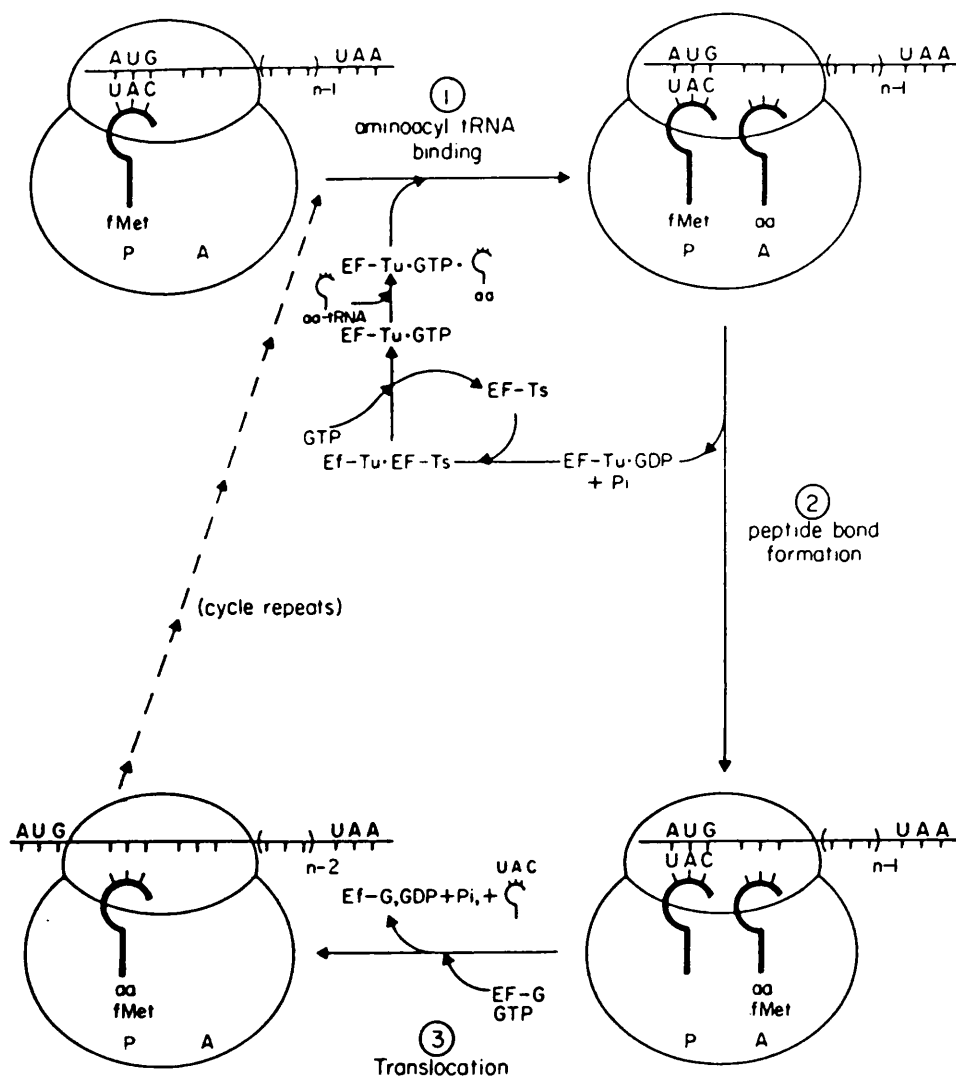 AUG ( ) UAA
n-1
UAC
fMet
P A
1
aminoacyl tRNA
binding
AUG ( ) UAA
n-1
UAC
fMet aa
P A
EF-Tu·GTP·
aa
aa-tRNA
EF-Tu·GTP
EF-Ts
GTP
Ef-Tu·EF-Ts
EF-Tu·GDP
+ Pi
2
peptide bond
formation
(cycle repeats)
AUG ( ) UAA
n-2
aa
fMet
P A
UAC
Ef-G,GDP+Pi,+
EF-G
GTP
3
Translocation
AUG ( ) UAA
n-1
UAC
aa
fMet
P A